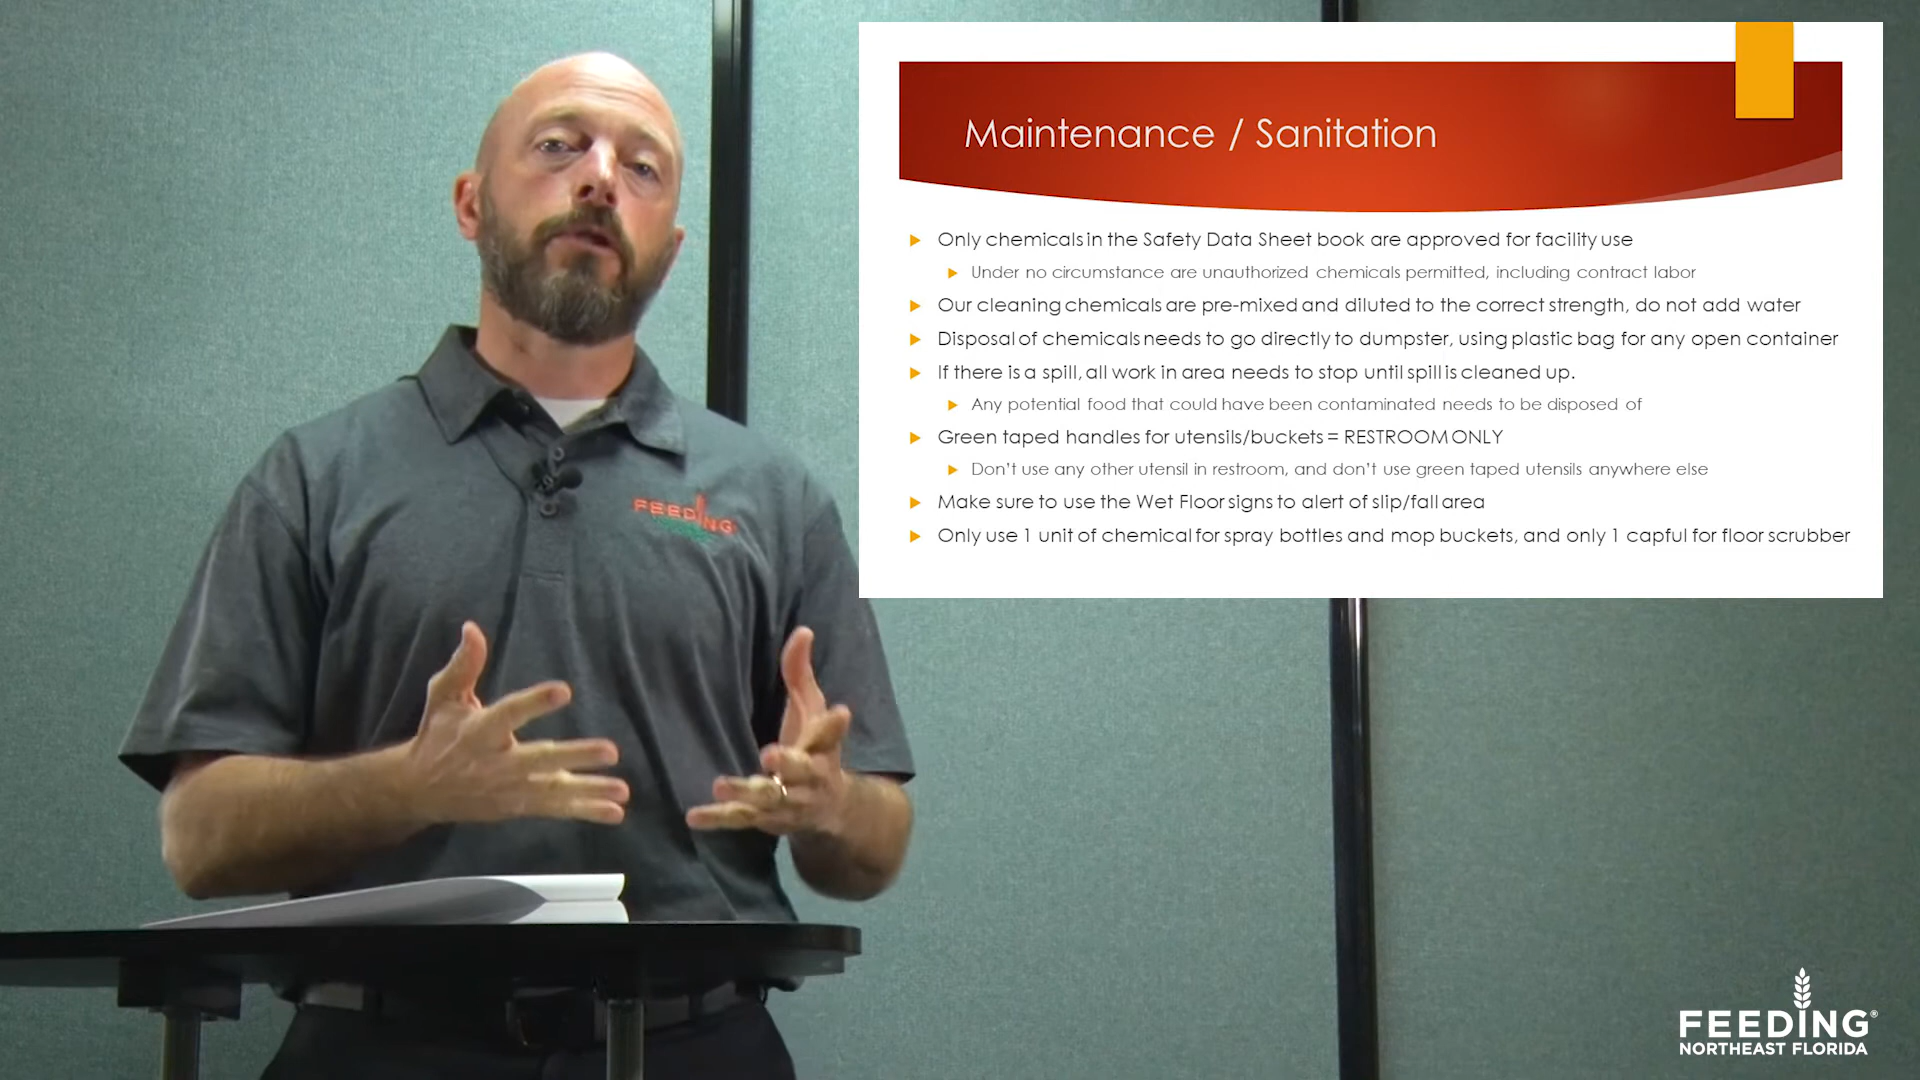 Maintenance / Sanitation
Only chemicals in the Safety Data Sheet book are approved for facility use
Under no circumstance are unauthorized chemicals permitted, including contract labor
Our cleaning chemicals are pre-mixed and diluted to the correct strength, do not add water
Disposal of chemicals needs to go directly to dumpster, using plastic bag for any open container
If there is a spill, all work in area needs to stop until spill is cleaned up.
Any potential food that could have been contaminated needs to be disposed of
Green taped handles for utensils/buckets = RESTROOM ONLY
Don't use any other utensil in restroom, and don't use green taped utensils anywhere else
Make sure to use the Wet Floor signs to alert of slip/fall area
Only use 1 unit of chemical for spray bottles and mop buckets, and only 1 capful for floor scrubber
FEEDING
FEEDING®
NORTHEAST FLORIDA